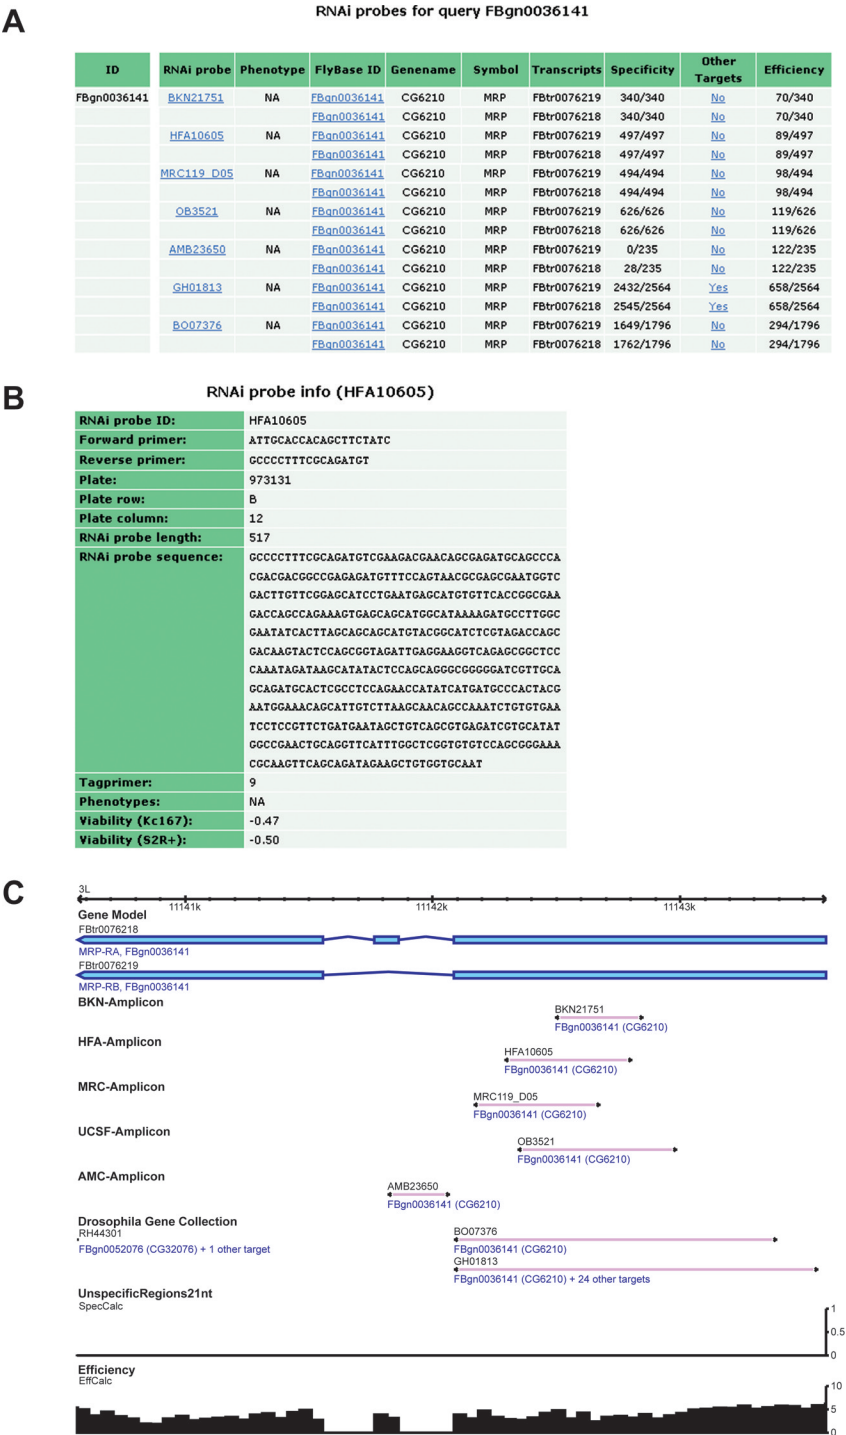 A
RNAi probes for query FBgn0036141
ID RNAi probe Phenotype FlyBase ID Genename Symbol Transcripts Specificity Other Targets Efficiency
FBgn0036141 BKN21751 NA FBgn0036141 CG6210 MRP FBtr0076219 340/340 No 70/340
FBgn0036141 CG6210 MRP FBtr0076218 340/340 No 70/340
HFA10605 NA FBgn0036141 CG6210 MRP FBtr0076219 497/497 No 89/497
FBgn0036141 CG6210 MRP FBtr0076218 497/497 No 89/497
MRC119_D05 NA FBgn0036141 CG6210 MRP FBtr0076219 494/494 No 98/494
FBgn0036141 CG6210 MRP FBtr0076218 494/494 No 98/494
OB3521 NA FBgn0036141 CG6210 MRP FBtr0076219 626/626 No 119/626
FBgn0036141 CG6210 MRP FBtr0076218 626/626 No 119/626
AMB23650 NA FBgn0036141 CG6210 MRP FBtr0076219 0/235 No 122/235
FBgn0036141 CG6210 MRP FBtr0076218 28/235 No 122/235
GH01813 NA FBgn0036141 CG6210 MRP FBtr0076219 2432/2564 Yes 658/2564
FBgn0036141 CG6210 MRP FBtr0076218 2545/2564 Yes 658/2564
BO07376 NA FBgn0036141 CG6210 MRP FBtr0076219 1649/1796 No 294/1796
FBgn0036141 CG6210 MRP FBtr0076218 1762/1796 No 294/1796
B
RNAi probe info (HFA10605)
RNAi probe ID: HFA10605
Forward primer: ATTGCACCACAGCTTCTATC
Reverse primer: GCCCCTTTCGCAGATGT
Plate: 973131
Plate row: B
Plate column: 12
RNAi probe length: 517
RNAi probe sequence: GCCCCTTTCGCAGATGTCGAAGACGAACAGCGAGATGCAGCCCA
CGACGACGGCCGAGAGATGTTTCCAGTAACGCGAGCGAATGGTC
GACTTGTTCGGAGCATCCTGAATGAGCATGTGTTCACCGGCGAA
GACCAGCCAGAAAGTGAGCAGCATGGCATAAAAGATGCCTTGGC
GAATATCACTTAGCAGCAGCATGTACGGCATCTCGTAGACCAGC
GACAAGTACTCCAGCGGTAGATTGAGGAAGGTCAGAGCGGCTCC
CAAATAGATAAGCATATACTCCAGCAGGGCGGGGGATCGTTGCA
GCAGATGCACTCGCCTCCAGAACCATATCATGATGCCCACTACG
AATGGAAACAGCATTGTCTTAAGCAACAGCCAAATCTGTGTGAA
TCCTCCGTTCTGATGAATAGCTGTCAGCGTGAGATCGTGCATAT
GGCCGAACTGCAGGTTCATTTGGCTCGGTGTGTCCAGCGGGAAA
CGCAAGTTCAGCAGATAGAAGCTGTGGTGCAAT
Tagprimer: 9
Phenotypes: NA
Viability (Kc167): -0.47
Viability (S2R+): -0.50
C
3L
11141k 11142k 11143k
Gene Model
FBtr0076218
MRP-RA, FBgn0036141
FBtr0076219
MRP-RB, FBgn0036141
BKN-Amplicon
BKN21751
FBgn0036141 (CG6210)
HFA-Amplicon
HFA10605
FBgn0036141 (CG6210)
MRC-Amplicon
MRC119_D05
FBgn0036141 (CG6210)
UCSF-Amplicon
OB3521
FBgn0036141 (CG6210)
AMC-Amplicon
AMB23650
FBgn0036141 (CG6210)
Drosophila Gene Collection
RH44301 BO07376
FBgn0052076 (CG32076) + 1 other target FBgn0036141 (CG6210)
GH01813
FBgn0036141 (CG6210) + 24 other targets
UnspecificRegions21nt
SpecCalc
1
0.5
0
Efficiency
EffCalc
10
5
0